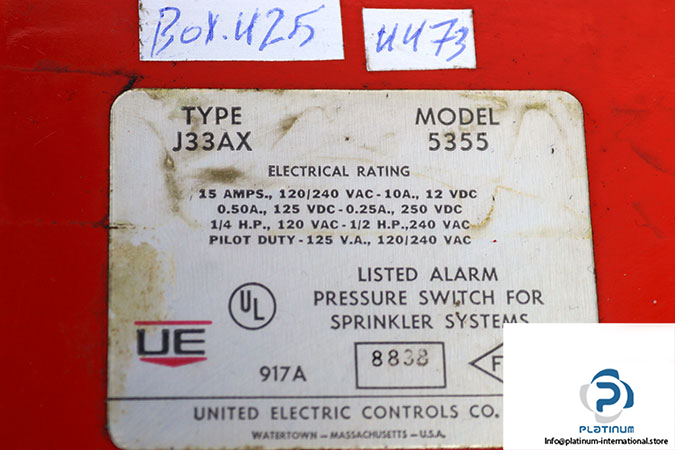 Box.425
4473
TYPE
J33AX
MODEL
5355
ELECTRICAL RATING
15 AMPS., 120/240 VAC - 10A., 12 VDC
0.50A., 125 VDC - 0.25A., 250 VDC
1/4 H.P., 120 VAC - 1/2 H.P., 240 VAC
PILOT DUTY - 125 V.A., 120/240 VAC
LISTED ALARM
PRESSURE SWITCH FOR
SPRINKLER SYSTEMS
UL
UE
917A
8838
F
UNITED ELECTRIC CONTROLS CO.
WATERTOWN - MASSACHUSETTS - U.S.A.
PLATINUM
Info@platinum-international.store